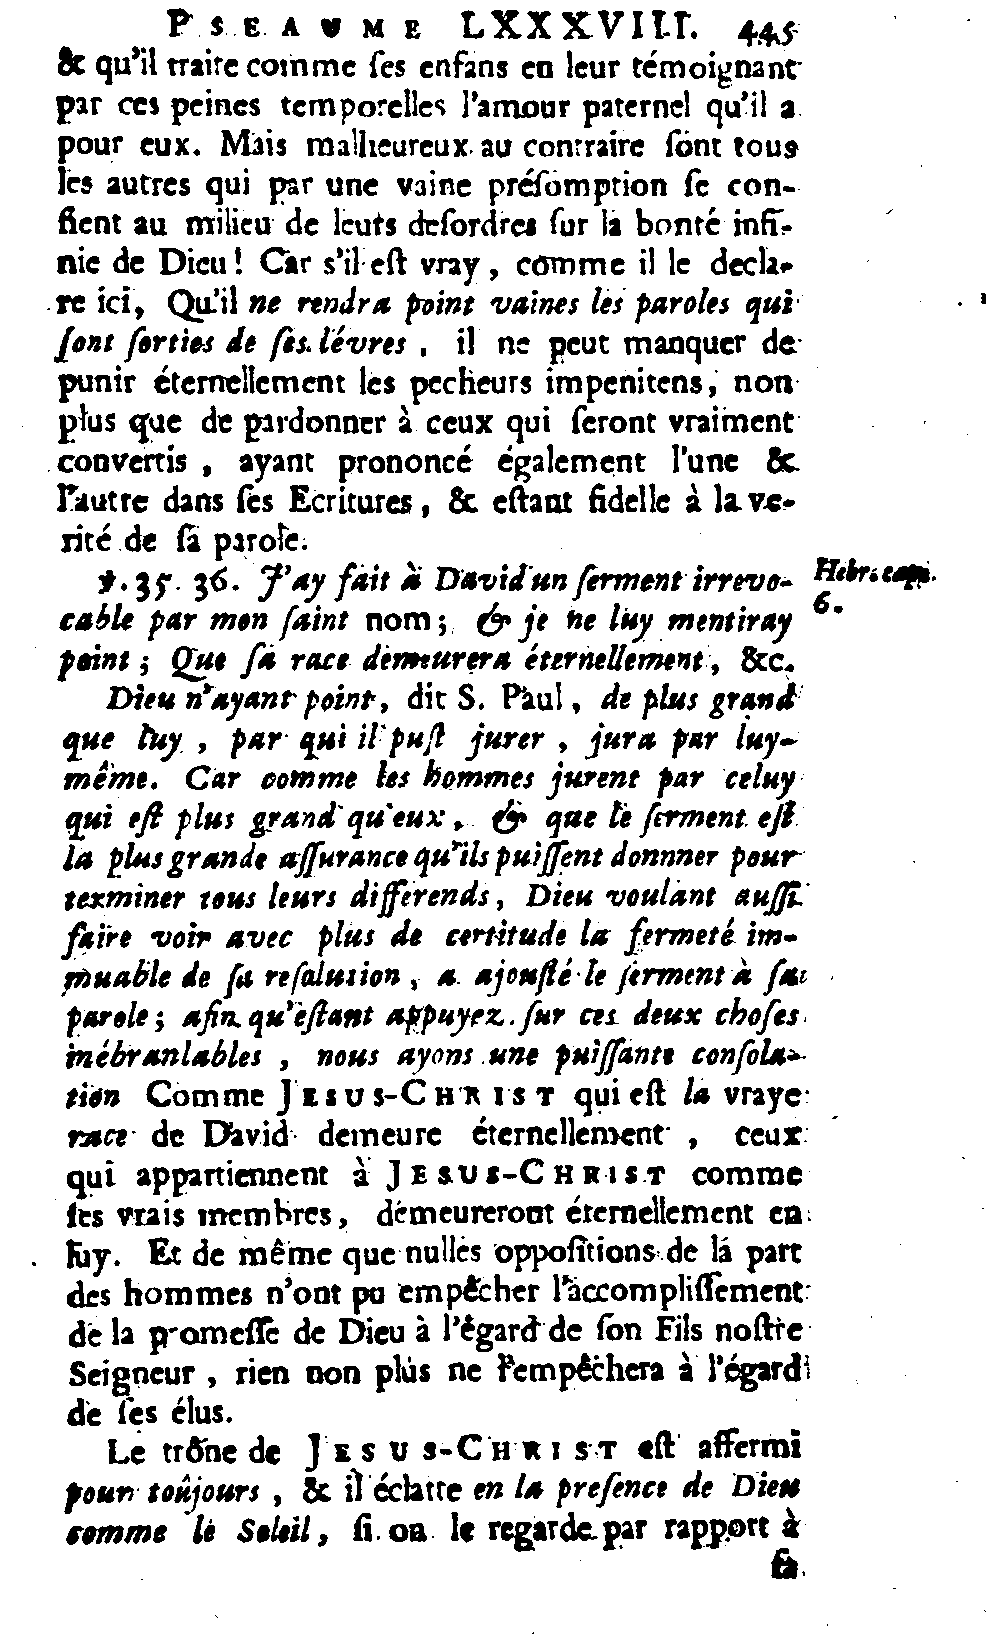 PSEAUME LXXXVIII. 445
& qu'il traite comme ſes enfans en leur témoignant
par ces peines temporelles l'amour paternel qu'il a
pour eux. Mais malheureux au contraire ſont tous
les autres qui par une vaine préſomption ſe con-
fient au milieu de leurs deſordres ſur la bonté infi-
nie de Dieu! Car s'il eſt vray, comme il le decla-
re ici, Qu'il ne rendra point vaines les paroles qui
ſont ſorties de ſes lévres, il ne peut manquer de
punir éternellement les pecheurs impenitens, non
plus que de pardonner à ceux qui ſeront vraiment
convertis, ayant prononcé également l'une &
l'autre dans ſes Ecritures, & eſtant fidelle à la ve-
rité de ſa parole.
℣. 35. 36. J'ay fait à David un ſerment irrevo-
cable par mon ſaint nom; & je ne luy mentiray
point; Que ſa race demeurera éternellement, &c.
Hebr. cap.
6.
Dieu n'ayant point, dit S. Paul, de plus grand
que luy, par qui il puſt jurer, jura par luy-
même. Car comme les hommes jurent par celuy
qui eſt plus grand qu'eux, & que le ſerment eſt
la plus grande aſſurance qu'ils puiſſent donnner pour
terminer tous leurs differends, Dieu voulant auſſi
faire voir avec plus de certitude la fermeté im-
muable de ſa reſolution, a ajouſté le ſerment à ſa
parole; afin qu'eſtant appuyez ſur ces deux choſes
inébranlables, nous ayons une puiſſante conſola-
tion Comme JESUS-CHRIST qui eſt la vraye
race de David demeure éternellement, ceux
qui appartiennent à JESUS-CHRIST comme
ſes vrais membres, demeureront éternellement en
luy. Et de même que nulles oppoſitions de la part
des hommes n'ont pu empêcher l'accompliſſement
de la promeſſe de Dieu à l'égard de ſon Fils noſtre
Seigneur, rien non plus ne l'empêchera à l'égard
de ſes élus.
Le trône de JESUS-CHRIST eſt affermi
pour toûjours, & il éclatte en la preſence de Dieu
comme le Soleil, ſi on le regarde par rapport à
ſa